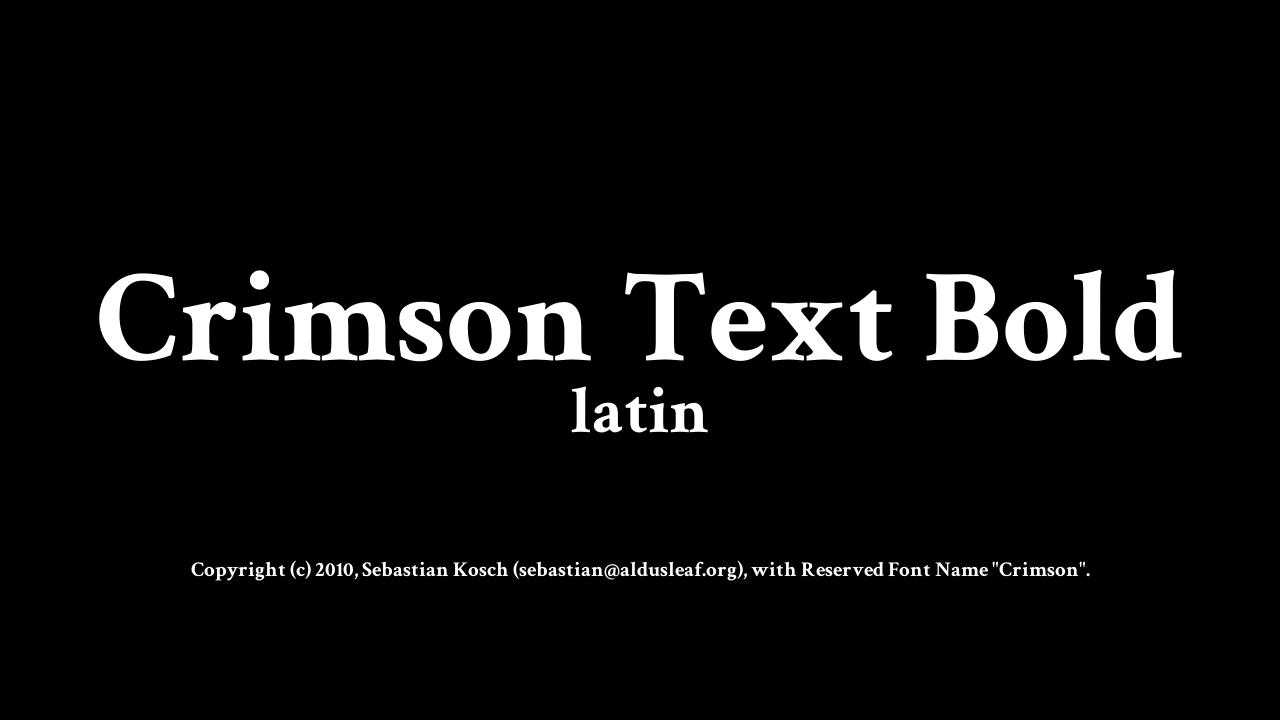 Crimson Text Bold
latin
Copyright (c) 2010, Sebastian Kosch (sebastian@aldusleaf.org), with Reserved Font Name "Crimson".